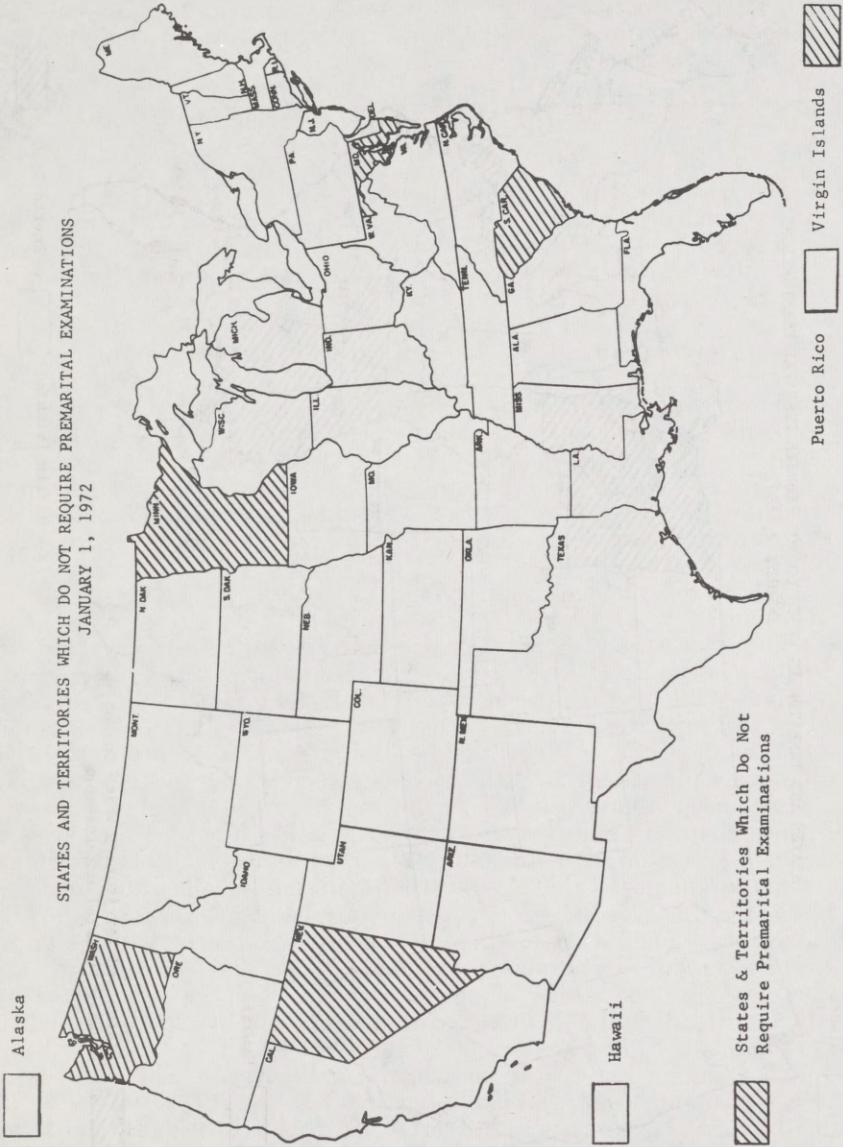 STATES AND TERRITORIES WHICH DO NOT REQUIRE PREMARITAL EXAMINATIONS
JANUARY 1, 1972
Alaska
WASH.
ORE
CAL.
NEV.
IDAHO
MONT.
WYO.
UTAH
ARIZ.
COL.
N. MEX.
N. DAK
S. DAK
NEB.
KAR.
OKLA.
TEXAS
MINN.
IOWA
MO.
ARK.
LA.
WISC
ILL.
MICH.
IND.
OHIO
KY.
TENN.
MISS
ALA
GA.
FLA
S. CAR.
N. CAR.
VA.
W. VA.
MD.
DEL.
PA
N.J.
N Y
CONN.
R.I.
MASS
VT.
N.H.
ME
Hawaii
States & Territories Which Do Not
Require Premarital Examinations
Puerto Rico
Virgin Islands